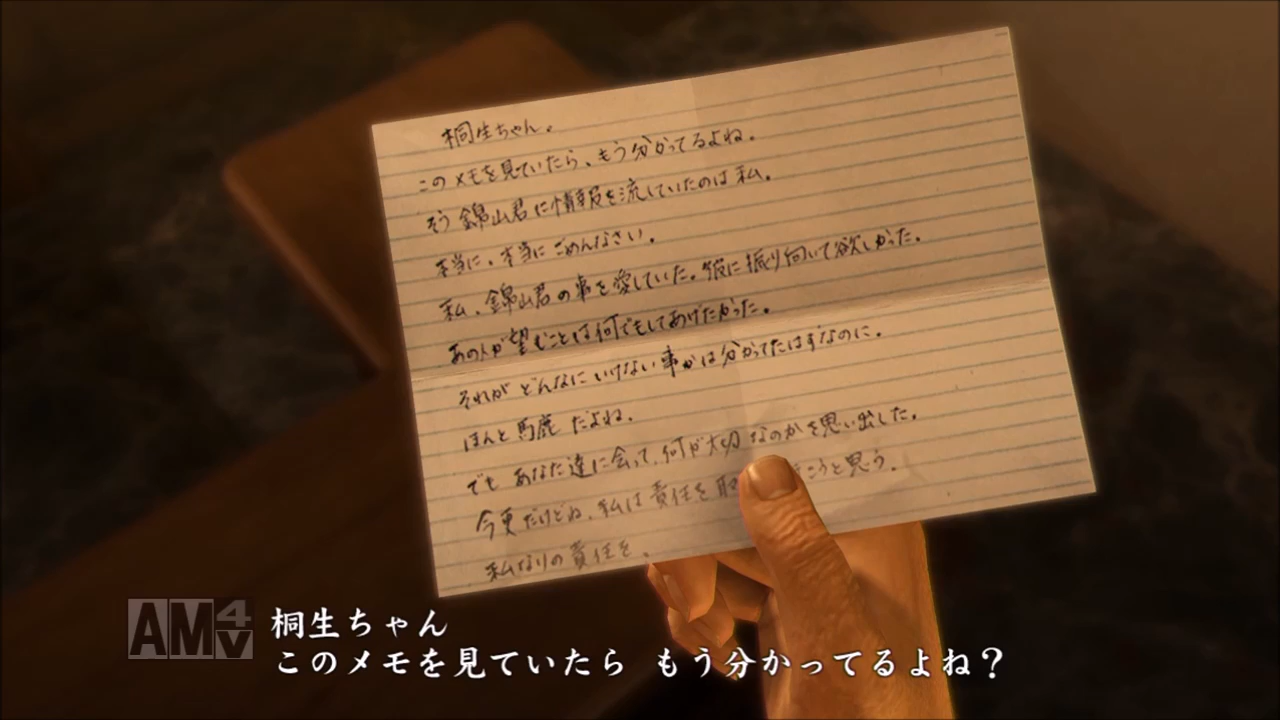 桐生ちゃん。
このメモを見ていたら、もう分かってるよね。
そう 錦山君に情報を流していたのは私。
本当に、本当にごめんなさい。
私、錦山君の事を愛していた。彼に振り向いて欲しかった。
あの人が望むことは何でもしてあげたかった。
それがどんなにいけない事かは分かってたはずなのに。
ほんと馬鹿だよね。
でも あなた達に会って、何が大切なのかを思い出した。
今更だけどね、私は責任を取 こうと思う。
私なりの責任を。
AM4V
桐生ちゃん
このメモを見ていたら もう分かってるよね?